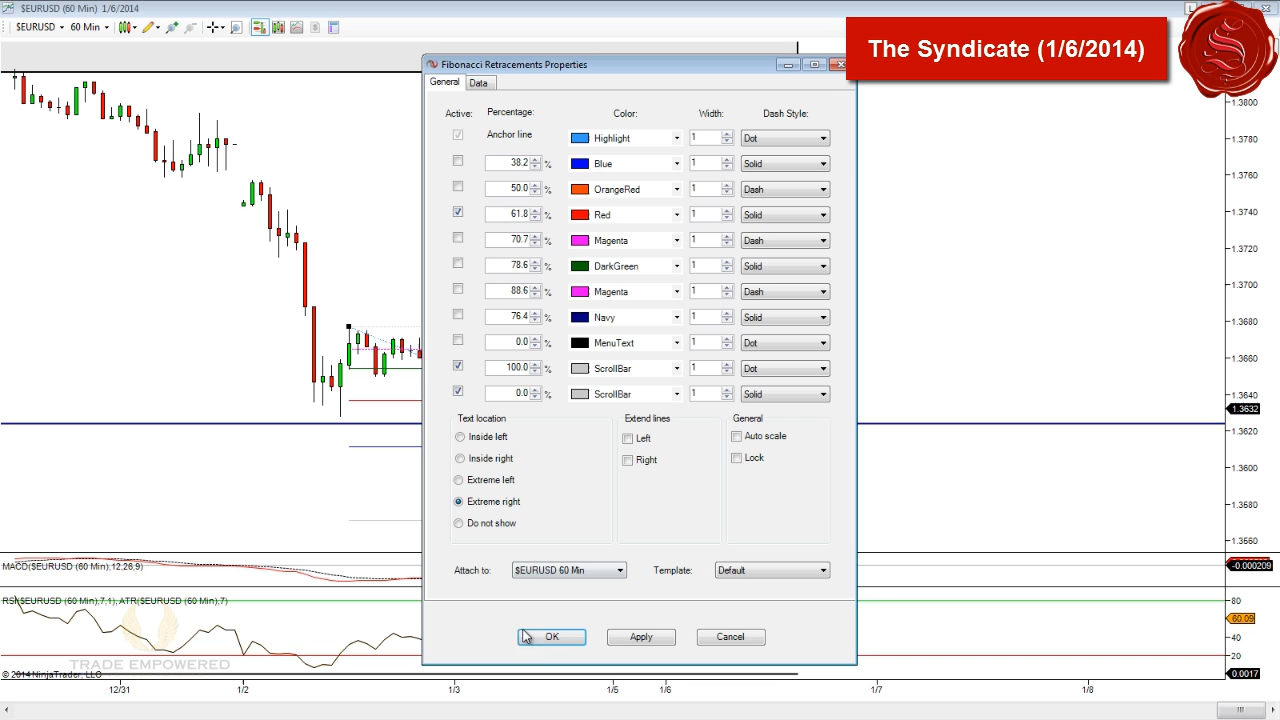 $EURUSD (60 Min) 1/6/2014
$EURUSD
60 Min
The Syndicate (1/6/2014)
S
Fibonacci Retracements Properties
General
Data
Active:
Percentage:
Color:
Width:
Dash Style:
Anchor line
Highlight
1
Dot
38.2 %
Blue
1
Solid
50.0 %
OrangeRed
1
Dash
61.8 %
Red
1
Solid
70.7 %
Magenta
1
Dash
78.6 %
DarkGreen
1
Solid
88.6 %
Magenta
1
Dash
76.4 %
Navy
1
Solid
0.0 %
MenuText
1
Dot
100.0 %
ScrollBar
1
Dot
0.0 %
ScrollBar
1
Solid
Text location
Inside left
Inside right
Extreme left
Extreme right
Do not show
Extend lines
Left
Right
General
Auto scale
Lock
Attach to:
$EURUSD 60 Min
Template:
Default
OK
Apply
Cancel
1.3800
1.3780
1.3760
1.3740
1.3720
1.3700
1.3680
1.3660
1.3640
1.3632
1.3620
1.3600
1.3580
1.3560
MACD($EURUSD (60 Min),12,26,9)
-0.000209
RSI($EURUSD (60 Min),7,1), ATR($EURUSD (60 Min),7)
80
60.09
40
20
0.0017
TRADE EMPOWERED
© 2014 NinjaTrader, LLC
12/31
1/2
1/3
1/5
1/6
1/7
1/8